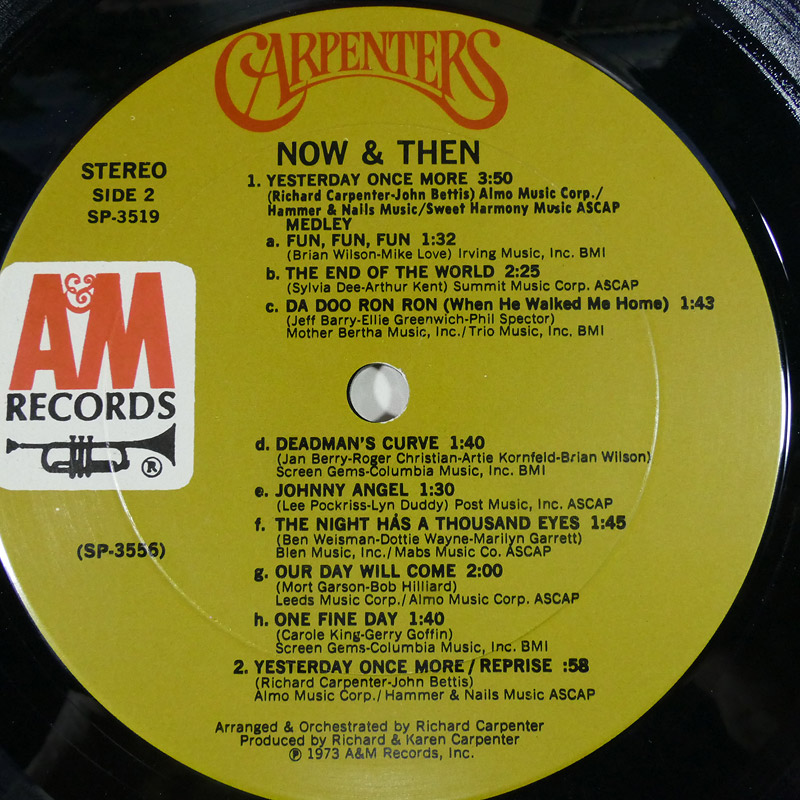 CARPENTERS
NOW & THEN
STEREO
SIDE 2
SP-3519
1. YESTERDAY ONCE MORE 3:50
(Richard Carpenter-John Bettis) Almo Music Corp./
Hammer & Nails Music/Sweet Harmony Music ASCAP
MEDLEY
a. FUN, FUN, FUN 1:32
(Brian Wilson-Mike Love) Irving Music, Inc. BMI
b. THE END OF THE WORLD 2:25
(Sylvia Dee-Arthur Kent) Summit Music Corp. ASCAP
c. DA DOO RON RON (When He Walked Me Home) 1:43
(Jeff Barry-Ellie Greenwich-Phil Spector)
Mother Bertha Music, Inc./Trio Music, Inc. BMI
A&M
RECORDS
®
d. DEADMAN'S CURVE 1:40
(Jan Berry-Roger Christian-Artie Kornfeld-Brian Wilson)
Screen Gems-Columbia Music, Inc. BMI
e. JOHNNY ANGEL 1:30
(Lee Pockriss-Lyn Duddy) Post Music, Inc. ASCAP
f. THE NIGHT HAS A THOUSAND EYES 1:45
(Ben Weisman-Dottie Wayne-Marilyn Garrett)
Blen Music, Inc./Mabs Music Co. ASCAP
(SP-3556)
g. OUR DAY WILL COME 2:00
(Mort Garson-Bob Hilliard)
Leeds Music Corp./Almo Music Corp. ASCAP
h. ONE FINE DAY 1:40
(Carole King-Gerry Goffin)
Screen Gems-Columbia Music, Inc. BMI
2. YESTERDAY ONCE MORE/REPRISE :58
(Richard Carpenter-John Bettis)
Almo Music Corp./Hammer & Nails Music ASCAP
Arranged & Orchestrated by Richard Carpenter
Produced by Richard & Karen Carpenter
℗ 1973 A&M Records, Inc.